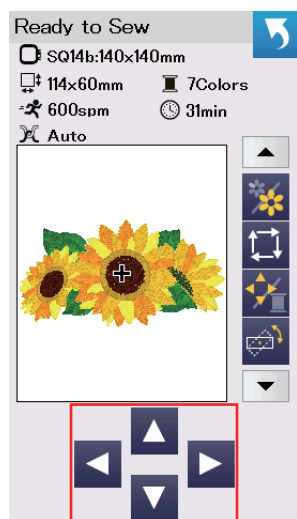 Ready to Sew
SQ14b:140x140mm
114x60mm 7Colors
600spm 31min
Auto